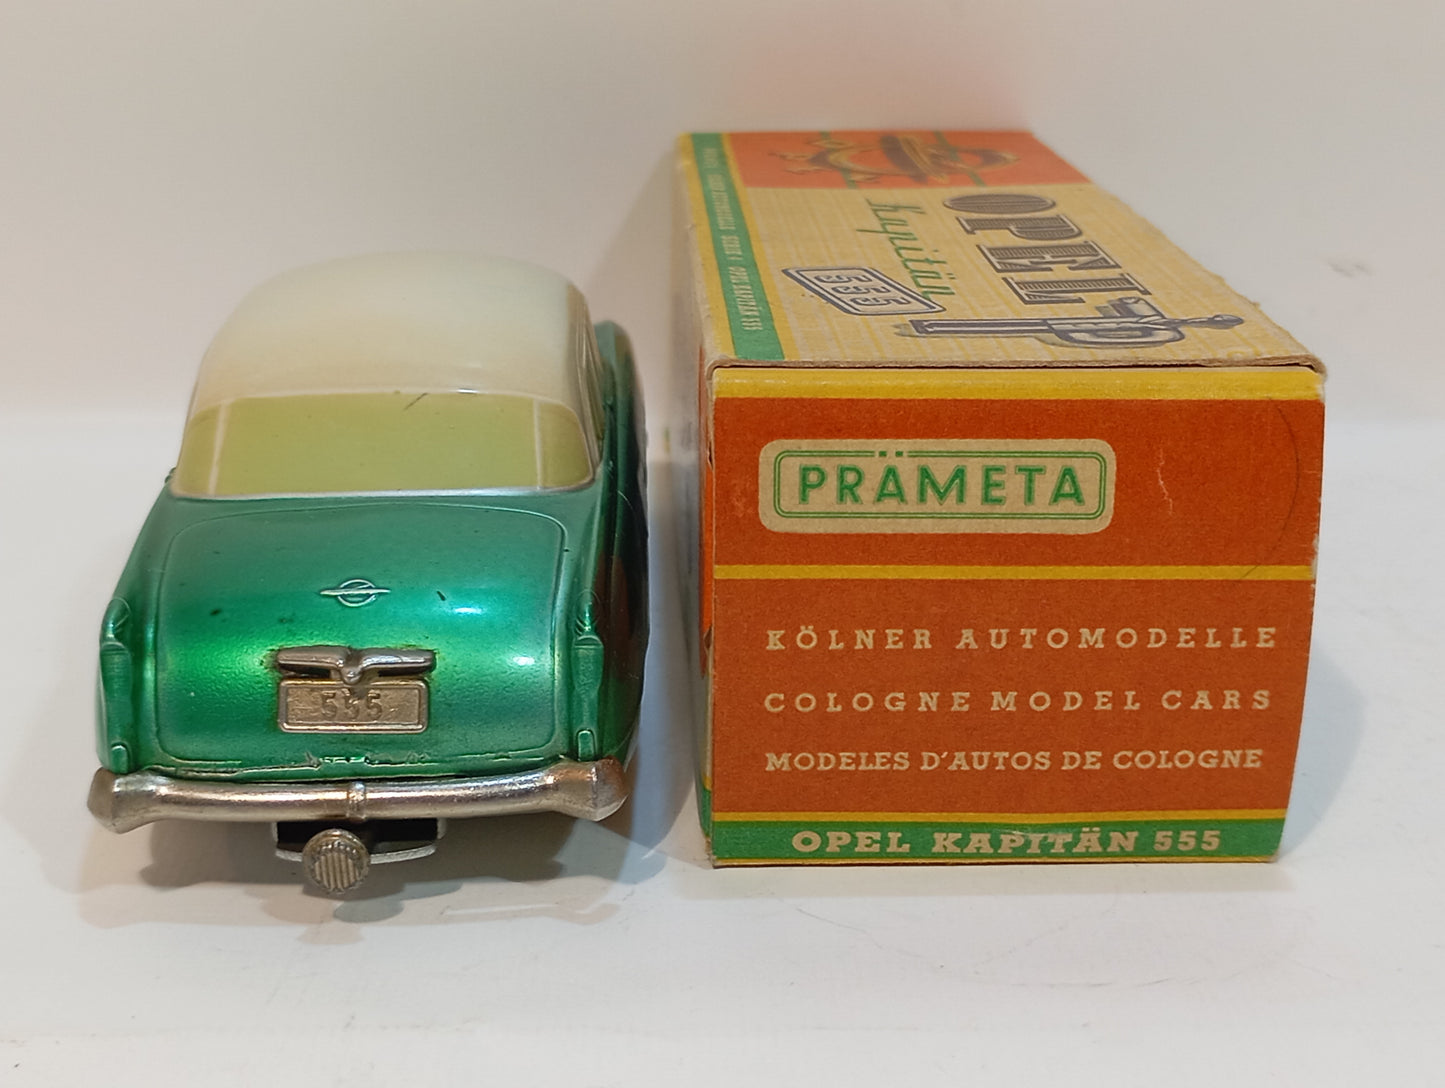 OPEL
Kapitän
555
PRÄMETA
KÖLNER AUTOMODELLE
COLOGNE MODEL CARS
MODELES D'AUTOS DE COLOGNE
OPEL KAPITÄN 555
555